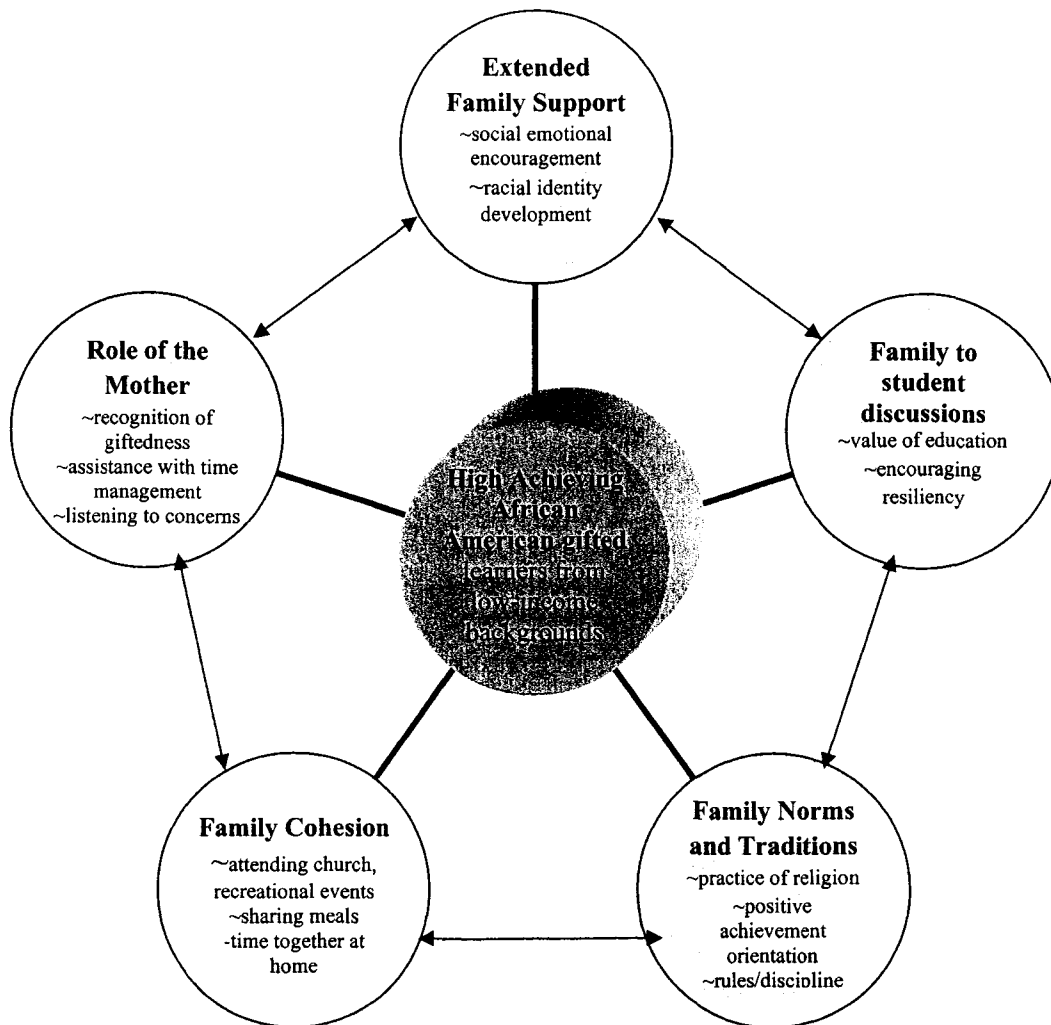 Extended
Family Support
~social emotional
encouragement
~racial identity
development
Role of the
Mother
~recognition of
giftedness
~assistance with time
management
~listening to concerns
Family to
student
discussions
~value of education
~encouraging
resiliency
High Achieving
African
American gifted
learners from
low-income
backgrounds
Family Cohesion
~attending church,
recreational events
~sharing meals
-time together at
home
Family Norms
and Traditions
~practice of religion
~positive
achievement
orientation
~rules/discipline